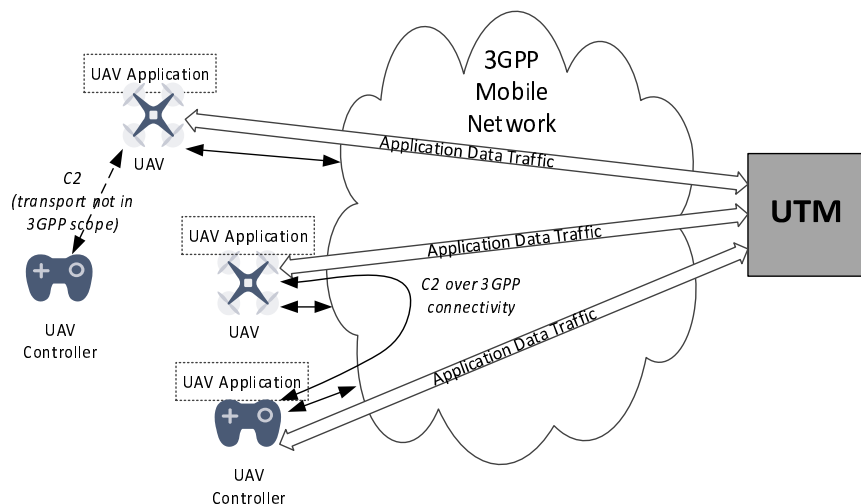 3GPP
Mobile
Network
UAV Application
Application Data Traffic
UAV
C2
(transport not in
3GPP scope)
UTM
UAV Application
Application Data Traffic
C2 over 3GPP
connectivity
UAV
UAV
Controller
Application Data Traffic
UAV Application
UAV
Controller